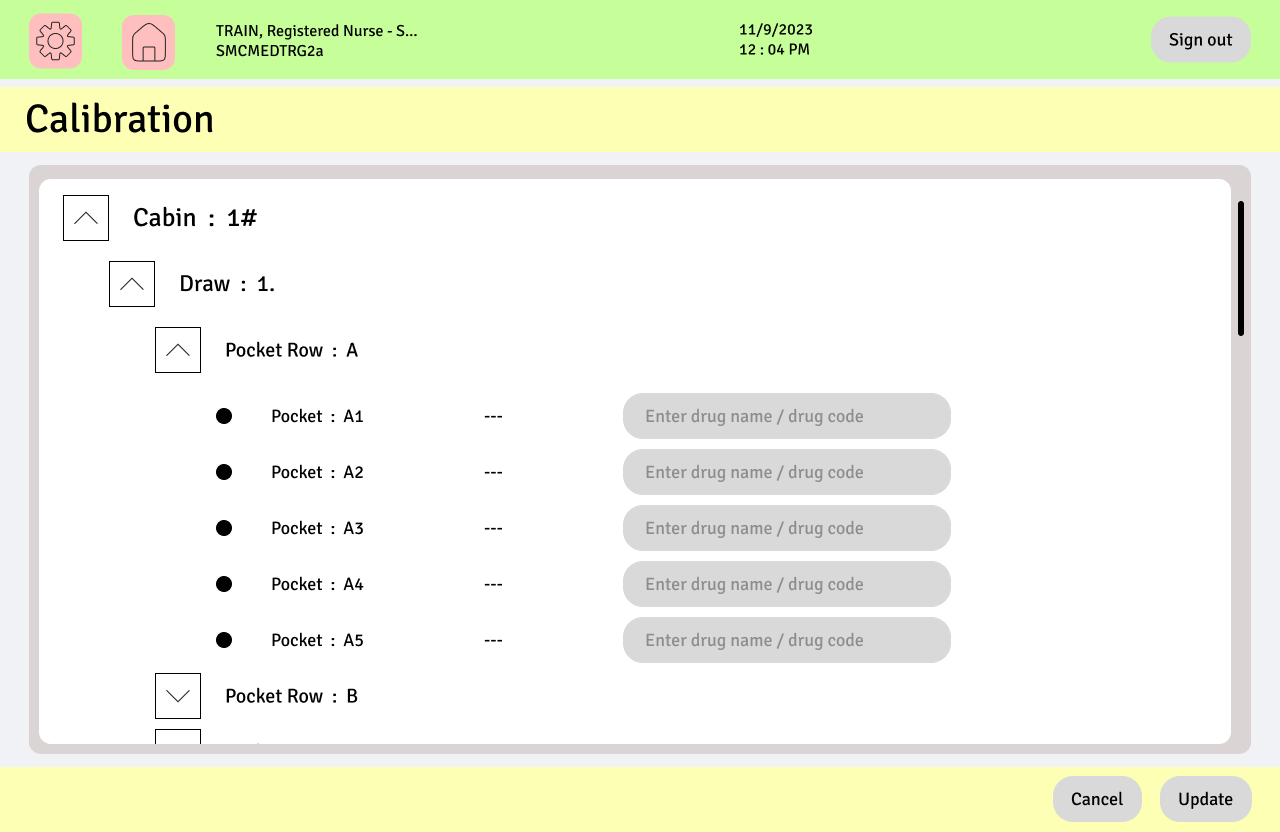 TRAIN, Registered Nurse - S...
SMCMEDTRG2a
11/9/2023
12 : 04 PM
Sign out
Calibration
Cabin : 1#
Draw : 1.
Pocket Row : A
Pocket : A1 --- Enter drug name / drug code
Pocket : A2 --- Enter drug name / drug code
Pocket : A3 --- Enter drug name / drug code
Pocket : A4 --- Enter drug name / drug code
Pocket : A5 --- Enter drug name / drug code
Pocket Row : B
Cancel
Update